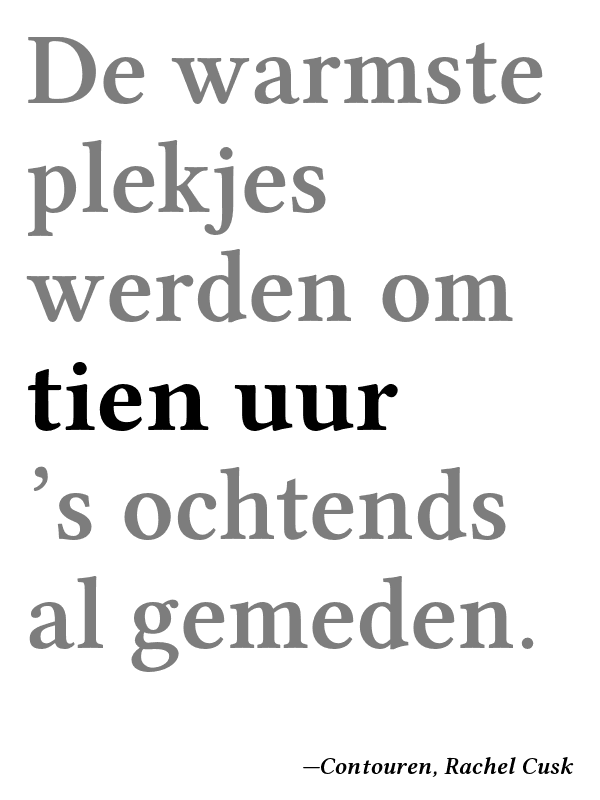 De warmste
plekjes
werden om
tien uur
’s ochtends
al gemeden.
—Contouren, Rachel Cusk